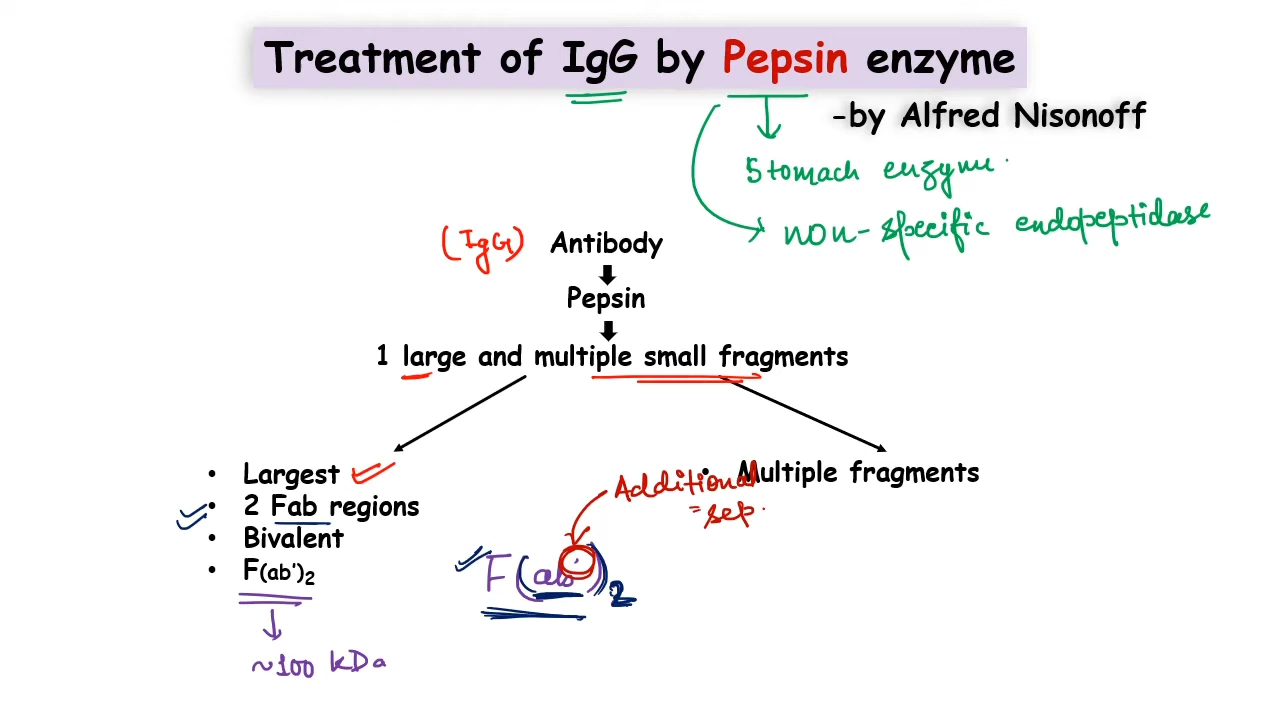 Treatment of IgG by Pepsin enzyme
-by Alfred Nisonoff
Stomach enzyme
non-specific endopeptidase
(IgG) Antibody
Pepsin
1 large and multiple small fragments
• Largest
• 2 Fab regions
• Bivalent
• F(ab')₂
~100 kDa
• Multiple fragments
Additional
seq.
F(ab')₂